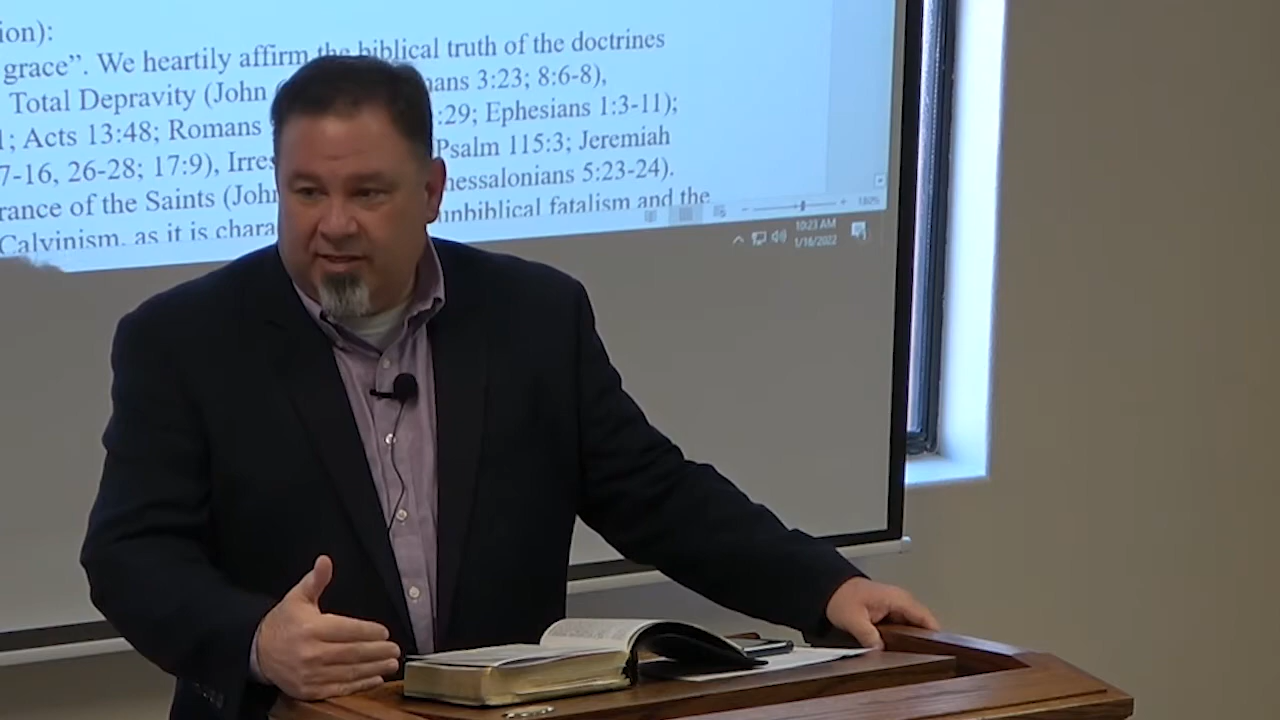 ion):
grace”. We heartily affirm the biblical truth of the doctrines
Total Depravity (John mans 3:23; 8:6-8),
1; Acts 13:48; Romans :29; Ephesians 1:3-11);
7-16, 26-28; 17:9), Irres Psalm 115:3; Jeremiah
rance of the Saints (John hessalonians 5:23-24).
Calvinism, as it is chara unbiblical fatalism and the
180%
10:23 AM
1/16/2022